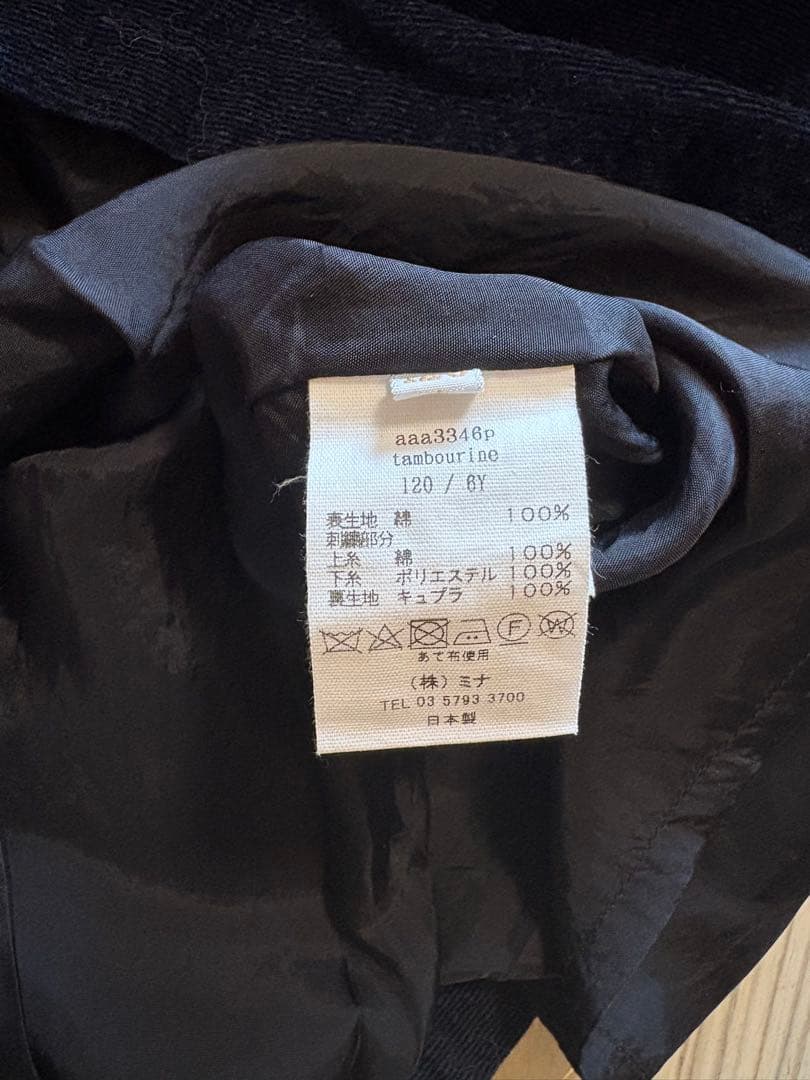 aaa3346p
tambourine
120 / 6Y
表生地 綿 100%
刺繍部分
上糸 綿 100%
下糸 ポリエステル 100%
裏生地 キュプラ 100%
F W
あて布使用
(株)ミナ
TEL 03 5793 3700
日本製